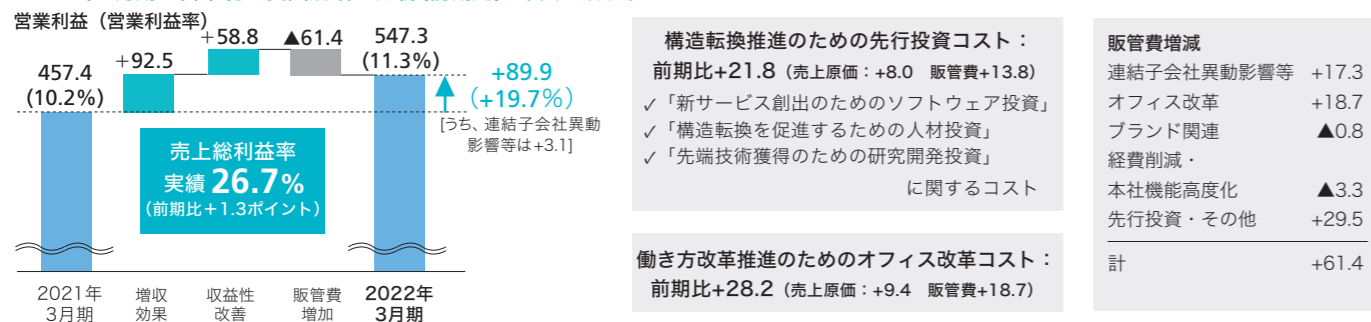 営業利益（営業利益率）
457.4
(10.2%)
+92.5
+58.8
▲61.4
547.3
(11.3%)
+89.9
(+19.7%)
[うち、連結子会社異動
影響等は+3.1]
売上総利益率
実績 26.7%
（前期比＋1.3ポイント）
2021年
3月期
増収
効果
収益性
改善
販管費
増加
2022年
3月期
構造転換推進のための先行投資コスト：
前期比+21.8（売上原価：+8.0　販管費+13.8）
✓「新サービス創出のためのソフトウェア投資」
✓「構造転換を促進するための人材投資」
✓「先端技術獲得のための研究開発投資」
に関するコスト
働き方改革推進のためのオフィス改革コスト：
前期比+28.2（売上原価：+9.4　販管費+18.7）
販管費増減
連結子会社異動影響等 +17.3
オフィス改革 +18.7
ブランド関連 ▲0.8
経費削減・
本社機能高度化 ▲3.3
先行投資・その他 +29.5
計 +61.4